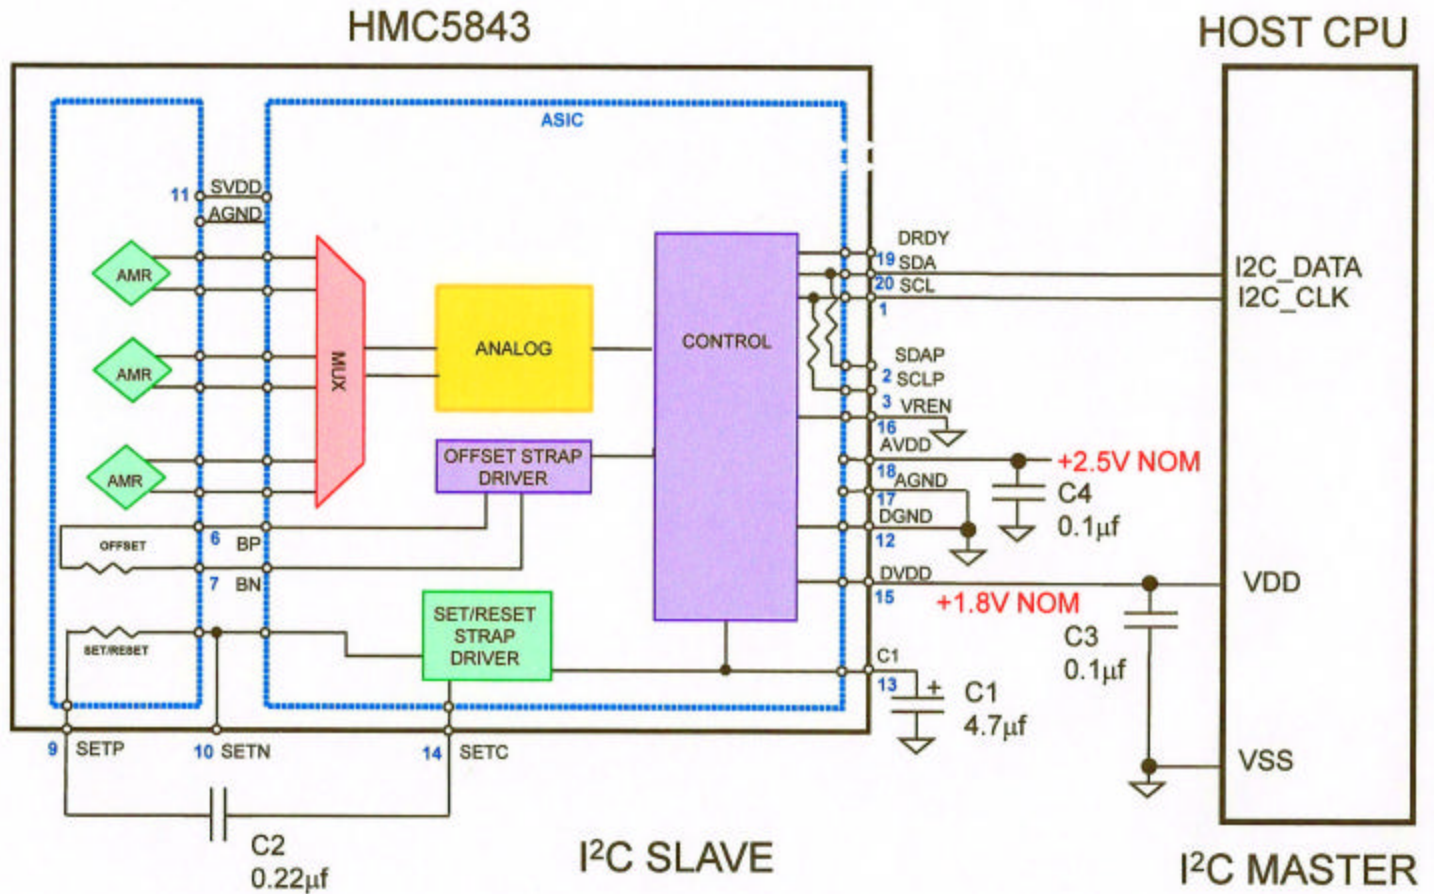 HMC5843
HOST CPU
ASIC
11 SVDD
AGND
AMR
AMR
AMR
MUX
ANALOG
CONTROL
OFFSET STRAP
DRIVER
OFFSET
6 BP
7 BN
SET/RESET
STRAP
DRIVER
SET/RESET
DRDY
19 SDA
20 SCL
1
SDAP
2 SCLP
3 VREN
16
AVDD
18 AGND
17
DGND
12
DVDD
15
C1
13
+2.5V NOM
C4
0.1µf
+1.8V NOM
C3
0.1µf
C1
+
4.7µf
I2C_DATA
I2C_CLK
VDD
VSS
9 SETP
10 SETN
14 SETC
C2
0.22µf
I²C SLAVE
I²C MASTER